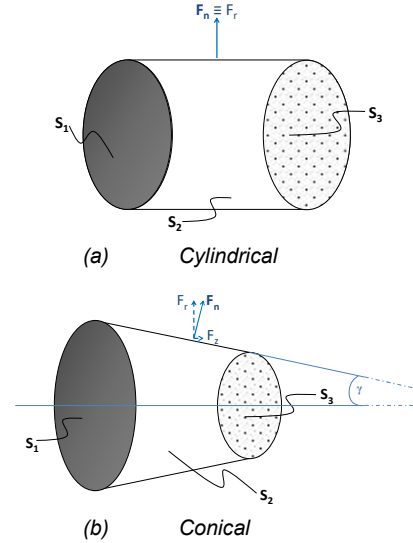 Fn ≡ Fr
S1
S3
S2
(a) Cylindrical
Fr Fn
Fz
γ
S3
S1
S2
(b) Conical